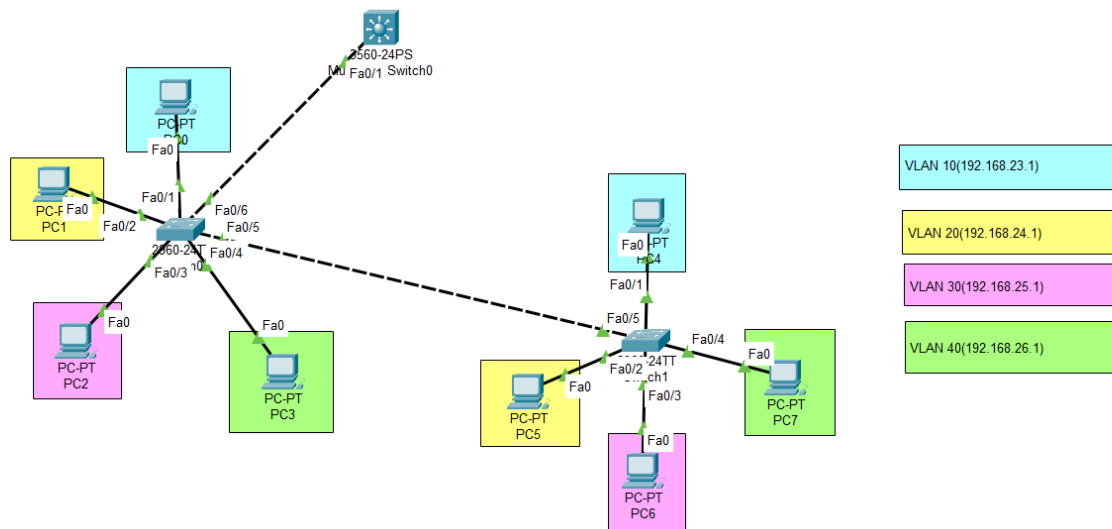 3560-24PS
Mu Switch0
Fa0/1
PC-PT
PC0
Fa0
Fa0/1
Fa0/6
Fa0/5
PC1
Fa0
Fa0/2
Fa0/4
Fa0/3
Fa0
PC-PT
PC2
Fa0
PC-PT
PC3
Fa0
PC4
Fa0/1
Fa0/5
Fa0/4
Fa0/2
Fa0/3
Fa0
PC-PT
PC5
Fa0
PC-PT
PC7
Fa0
PC-PT
PC6
VLAN 10(192.168.23.1)
VLAN 20(192.168.24.1)
VLAN 30(192.168.25.1)
VLAN 40(192.168.26.1)